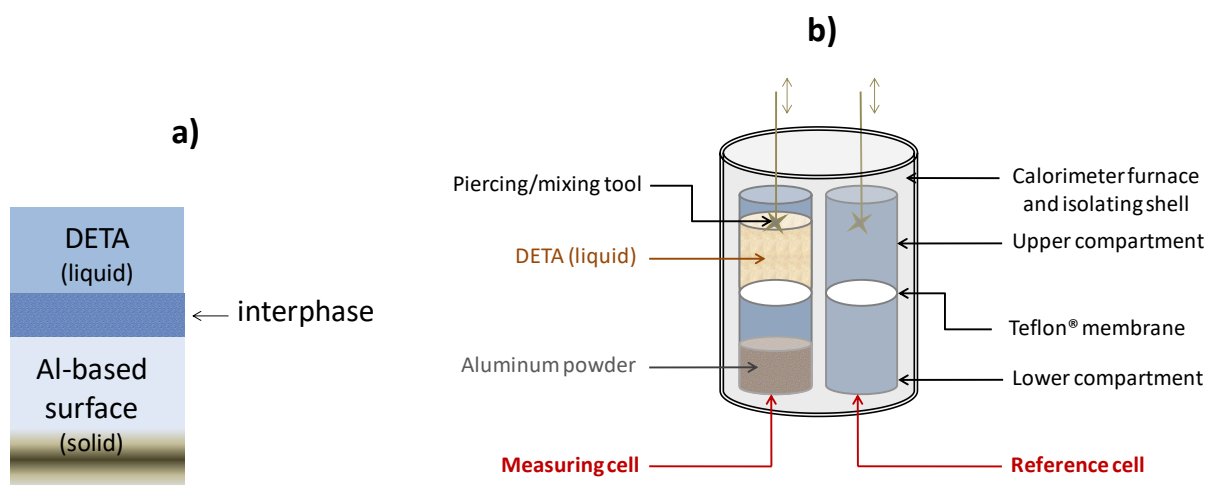 a)
DETA
(liquid)
interphase
Al-based
surface
(solid)
b)
Piercing/mixing tool
DETA (liquid)
Aluminum powder
Measuring cell
Calorimeter furnace
and isolating shell
Upper compartment
Teflon® membrane
Lower compartment
Reference cell